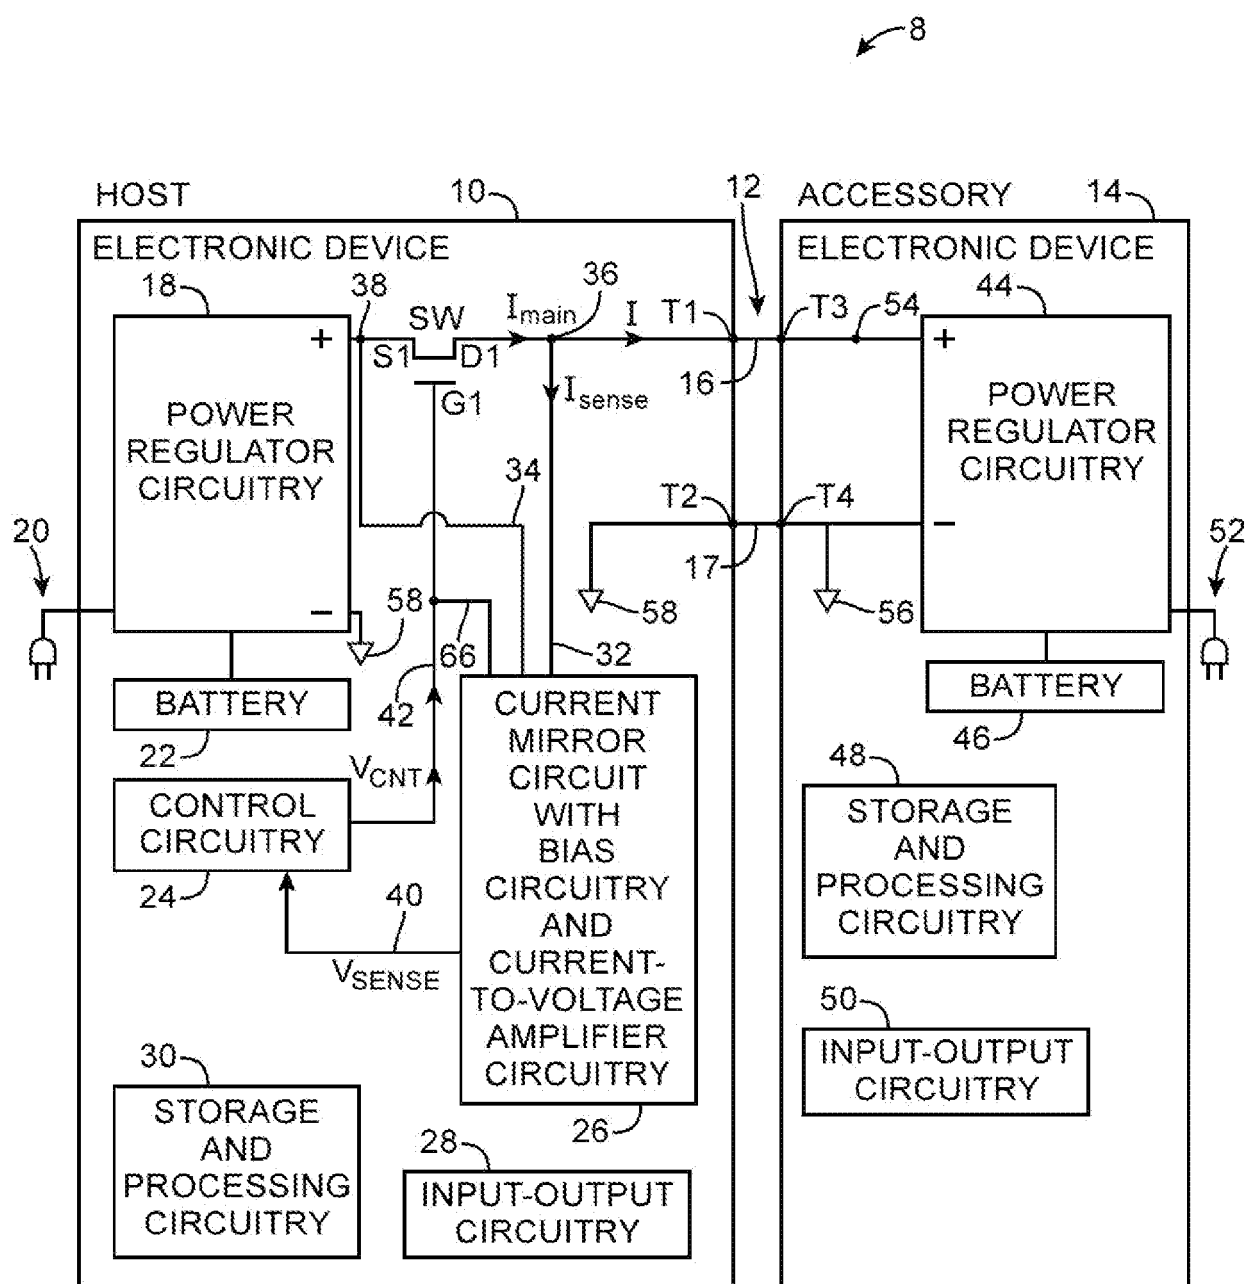 8
HOST
10
12
ACCESSORY
14
ELECTRONIC DEVICE
ELECTRONIC DEVICE
18
38
SW
Imain
36
I
T1
T3
54
44
+
S1
D1
G1
Isense
16
+
POWER
REGULATOR
CIRCUITRY
POWER
REGULATOR
CIRCUITRY
34
T2
T4
20
17
52
–
58
58
56
–
66
32
42
BATTERY
22
BATTERY
46
VCNT
CONTROL
CIRCUITRY
24
CURRENT
MIRROR
CIRCUIT
WITH
BIAS
CIRCUITRY
AND
CURRENT-
TO-VOLTAGE
AMPLIFIER
CIRCUITRY
26
40
VSENSE
48
STORAGE
AND
PROCESSING
CIRCUITRY
50
INPUT-OUTPUT
CIRCUITRY
30
STORAGE
AND
PROCESSING
CIRCUITRY
28
INPUT-OUTPUT
CIRCUITRY